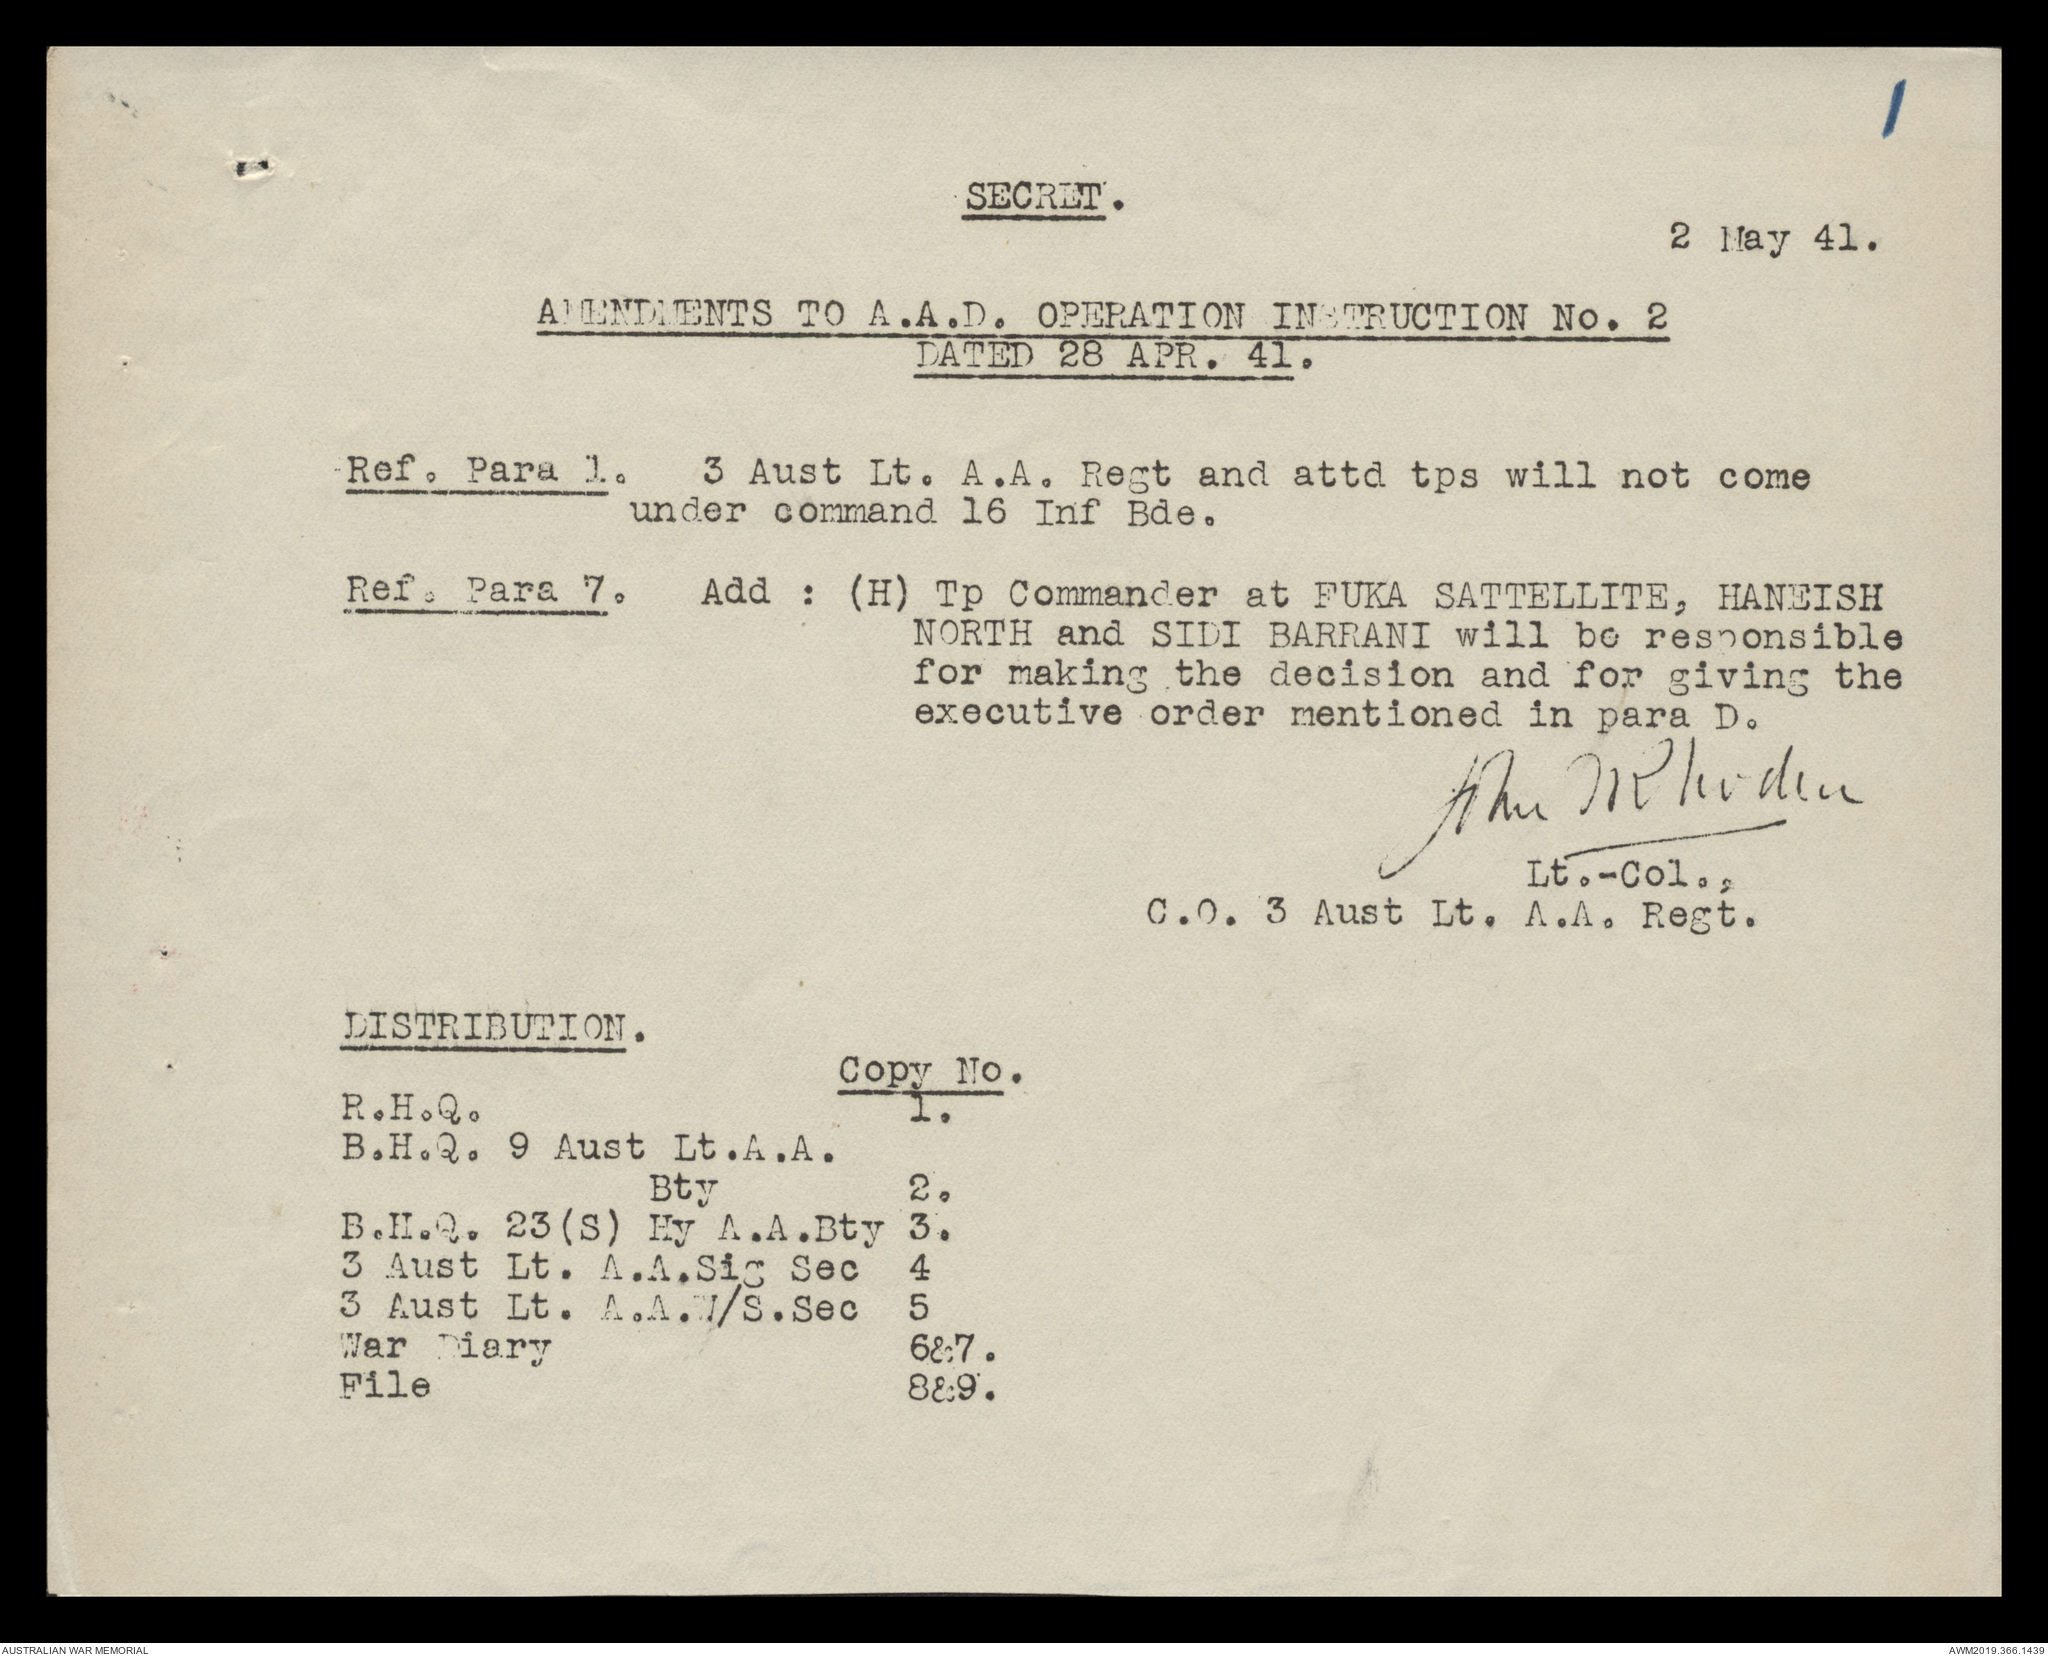 1
SECRET.
2 May 41.
AMENDMENTS TO A.A.D. OPERATION INSTRUCTION No. 2
DATED 28 APR. 41.
Ref. Para 1. 3 Aust Lt. A.A. Regt and attd tps will not come
under command 16 Inf Bde.
Ref. Para 7. Add : (H) Tp Commander at FUKA SATTELLITE, HANEISH
NORTH and SIDI BARRANI will be responsible
for making the decision and for giving the
executive order mentioned in para D.
John W Rhoden
Lt.-Col.,
C.O. 3 Aust Lt. A.A. Regt.
DISTRIBUTION.
Copy No.
R.H.Q. 1.
B.H.Q. 9 Aust Lt.A.A.
Bty 2.
B.H.Q. 23(S) Hy A.A.Bty 3.
3 Aust Lt. A.A.Sig Sec 4
3 Aust Lt. A.A.W/S.Sec 5
War Diary 6&7.
File 8&9.
AUSTRALIAN WAR MEMORIAL
AWM2019.366.1439